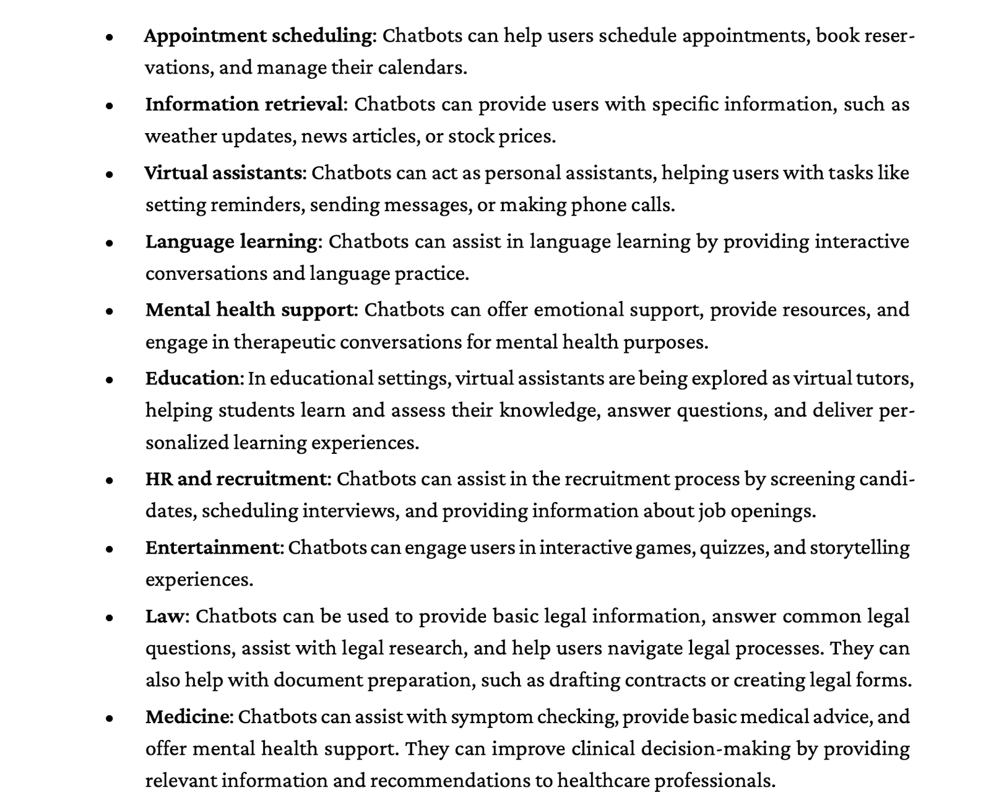 • Appointment scheduling: Chatbots can help users schedule appointments, book reser-
vations, and manage their calendars.
• Information retrieval: Chatbots can provide users with specific information, such as
weather updates, news articles, or stock prices.
• Virtual assistants: Chatbots can act as personal assistants, helping users with tasks like
setting reminders, sending messages, or making phone calls.
• Language learning: Chatbots can assist in language learning by providing interactive
conversations and language practice.
• Mental health support: Chatbots can offer emotional support, provide resources, and
engage in therapeutic conversations for mental health purposes.
• Education: In educational settings, virtual assistants are being explored as virtual tutors,
helping students learn and assess their knowledge, answer questions, and deliver per-
sonalized learning experiences.
• HR and recruitment: Chatbots can assist in the recruitment process by screening candi-
dates, scheduling interviews, and providing information about job openings.
• Entertainment: Chatbots can engage users in interactive games, quizzes, and storytelling
experiences.
• Law: Chatbots can be used to provide basic legal information, answer common legal
questions, assist with legal research, and help users navigate legal processes. They can
also help with document preparation, such as drafting contracts or creating legal forms.
• Medicine: Chatbots can assist with symptom checking, provide basic medical advice, and
offer mental health support. They can improve clinical decision-making by providing
relevant information and recommendations to healthcare professionals.